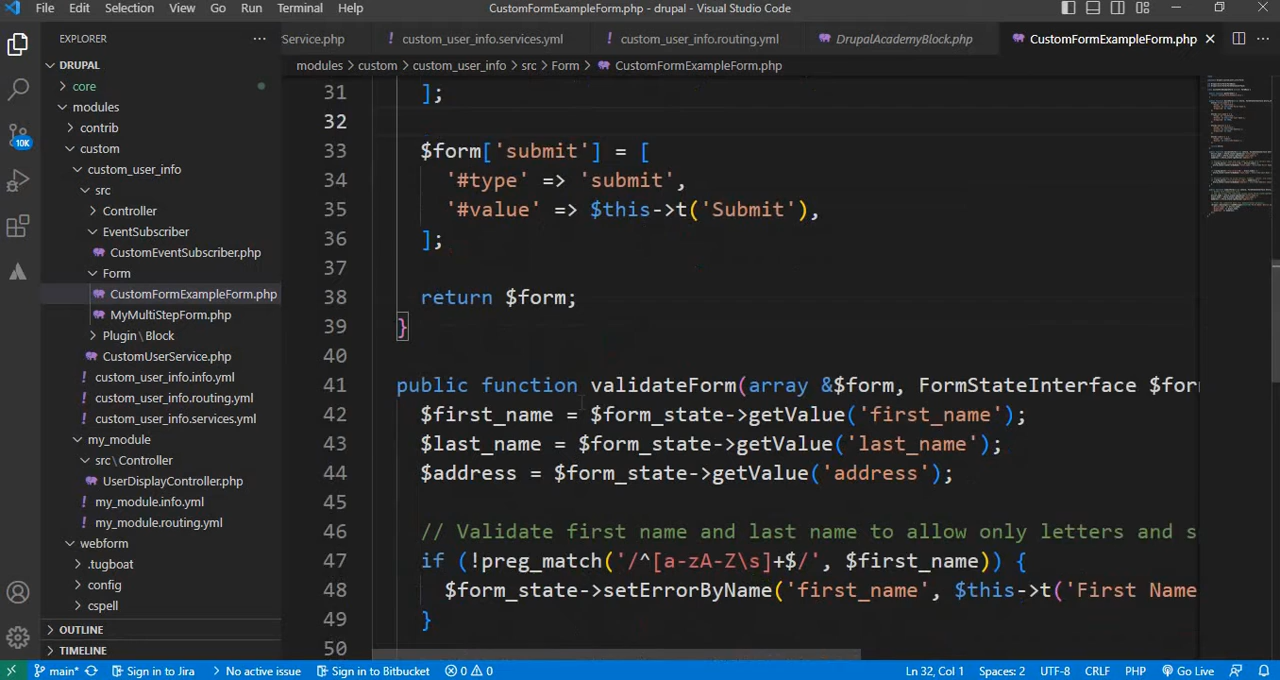 File Edit Selection View Go Run Terminal Help
CustomFormExampleForm.php - drupal - Visual Studio Code
EXPLORER
Service.php
custom_user_info.services.yml
custom_user_info.routing.yml
DrupalAcademyBlock.php
CustomFormExampleForm.php
modules > custom > custom_user_info > src > Form > CustomFormExampleForm.php
DRUPAL
core
modules
contrib
custom
custom_user_info
src
Controller
EventSubscriber
CustomEventSubscriber.php
Form
CustomFormExampleForm.php
MyMultiStepForm.php
Plugin\Block
CustomUserService.php
custom_user_info.info.yml
custom_user_info.routing.yml
custom_user_info.services.yml
my_module
src\Controller
UserDisplayController.php
my_module.info.yml
my_module.routing.yml
webform
.tugboat
config
cspell
OUTLINE
TIMELINE
10K
31 ];
32
33 $form['submit'] = [
34 '#type' => 'submit',
35 '#value' => $this->t('Submit'),
36 ];
37
38 return $form;
39 }
40
41 public function validateForm(array &$form, FormStateInterface $for
42 $first_name = $form_state->getValue('first_name');
43 $last_name = $form_state->getValue('last_name');
44 $address = $form_state->getValue('address');
45
46 // Validate first name and last name to allow only letters and s
47 if (!preg_match('/^[a-zA-Z\s]+$/', $first_name)) {
48 $form_state->setErrorByName('first_name', $this->t('First Name
49 }
50
main* Sign in to Jira No active issue Sign in to Bitbucket 0 0 Ln 32, Col 1 Spaces: 2 UTF-8 CRLF PHP Go Live